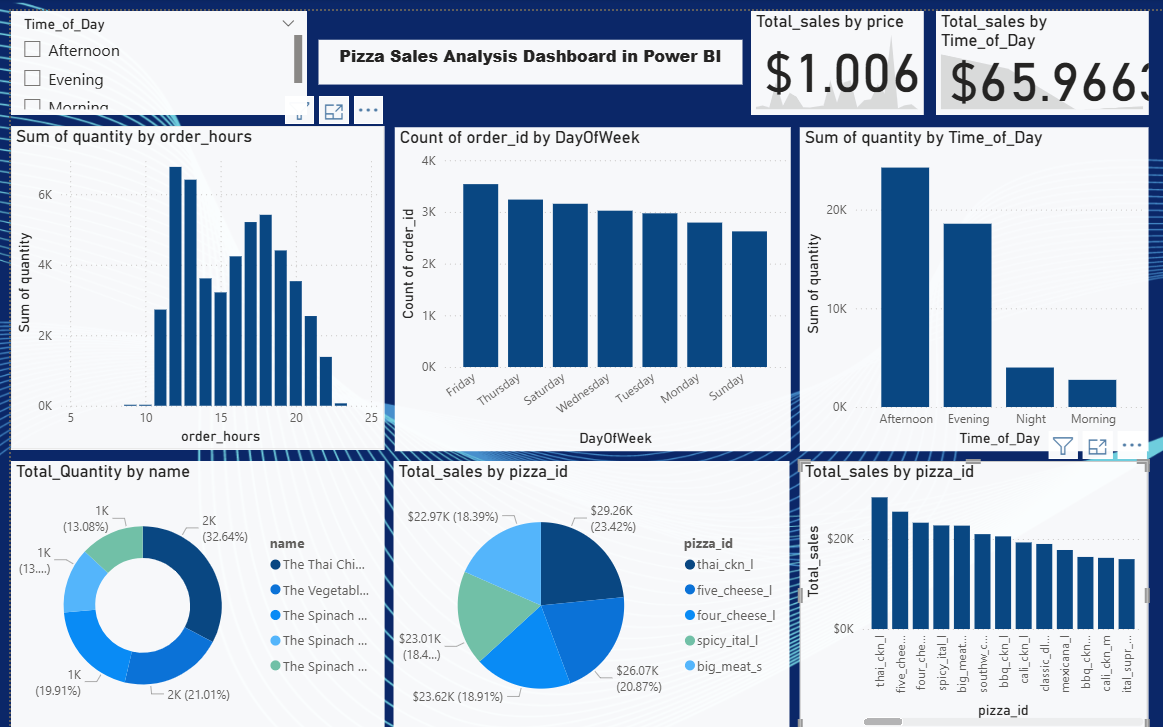 Time_of_Day
Afternoon
Evening
Morning
Pizza Sales Analysis Dashboard in Power BI
Total_sales by price
$1.006
Total_sales by
Time_of_Day
$65.966
Sum of quantity by order_hours
Sum of quantity
6K
4K
2K
0K
5 10 15 20 25
order_hours
Count of order_id by DayOfWeek
Count of order_id
4K
3K
2K
1K
0K
Friday
Thursday
Saturday
Wednesday
Tuesday
Monday
Sunday
DayOfWeek
Sum of quantity by Time_of_Day
Sum of quantity
20K
10K
0K
Afternoon Evening Night Morning
Time_of_Day
Total_Quantity by name
1K
(13.08%)
2K
(32.64%)
1K
(13....)
1K
(19.91%)
2K (21.01%)
name
The Thai Chi...
The Vegetabl...
The Spinach ...
The Spinach ...
The Spinach ...
Total_sales by pizza_id
$22.97K (18.39%)
$29.26K
(23.42%)
$23.01K
(18.4...)
$23.62K (18.91%)
$26.07K
(20.87%)
pizza_id
thai_ckn_l
five_cheese_l
four_cheese_l
spicy_ital_l
big_meat_s
Total_sales by pizza_id
Total_sales
$20K
$0K
thai_ckn_l
five_chee...
four_che...
spicy_ital_l
big_meat...
southw_c...
bbq_ckn_l
cali_ckn_l
classic_dl...
mexicana_l
bbq_ckn...
cali_ckn_m
ital_supr_...
pizza_id